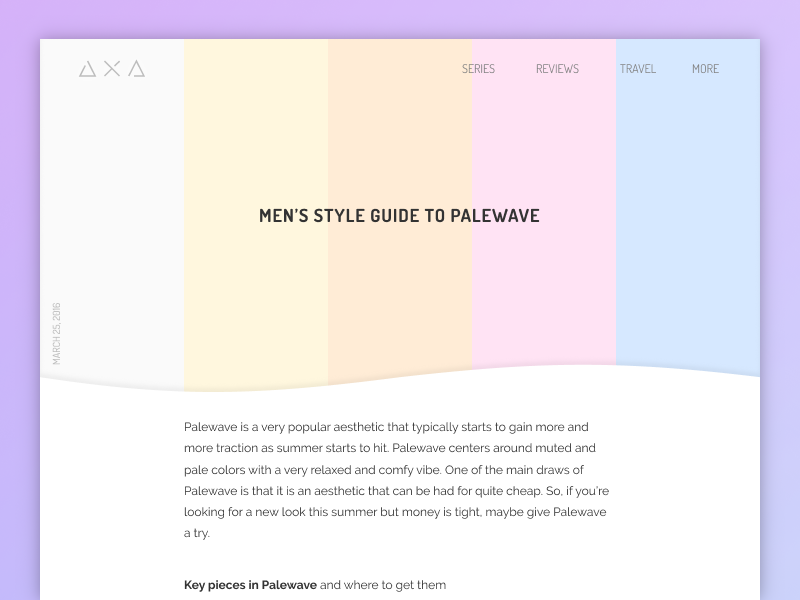 AXA
SERIES REVIEWS TRAVEL MORE
MEN'S STYLE GUIDE TO PALEWAVE
MARCH 25, 2016
Palewave is a very popular aesthetic that typically starts to gain more and
more traction as summer starts to hit. Palewave centers around muted and
pale colors with a very relaxed and comfy vibe. One of the main draws of
Palewave is that it is an aesthetic that can be had for quite cheap. So, if you're
looking for a new look this summer but money is tight, maybe give Palewave
a try.
Key pieces in Palewave and where to get them